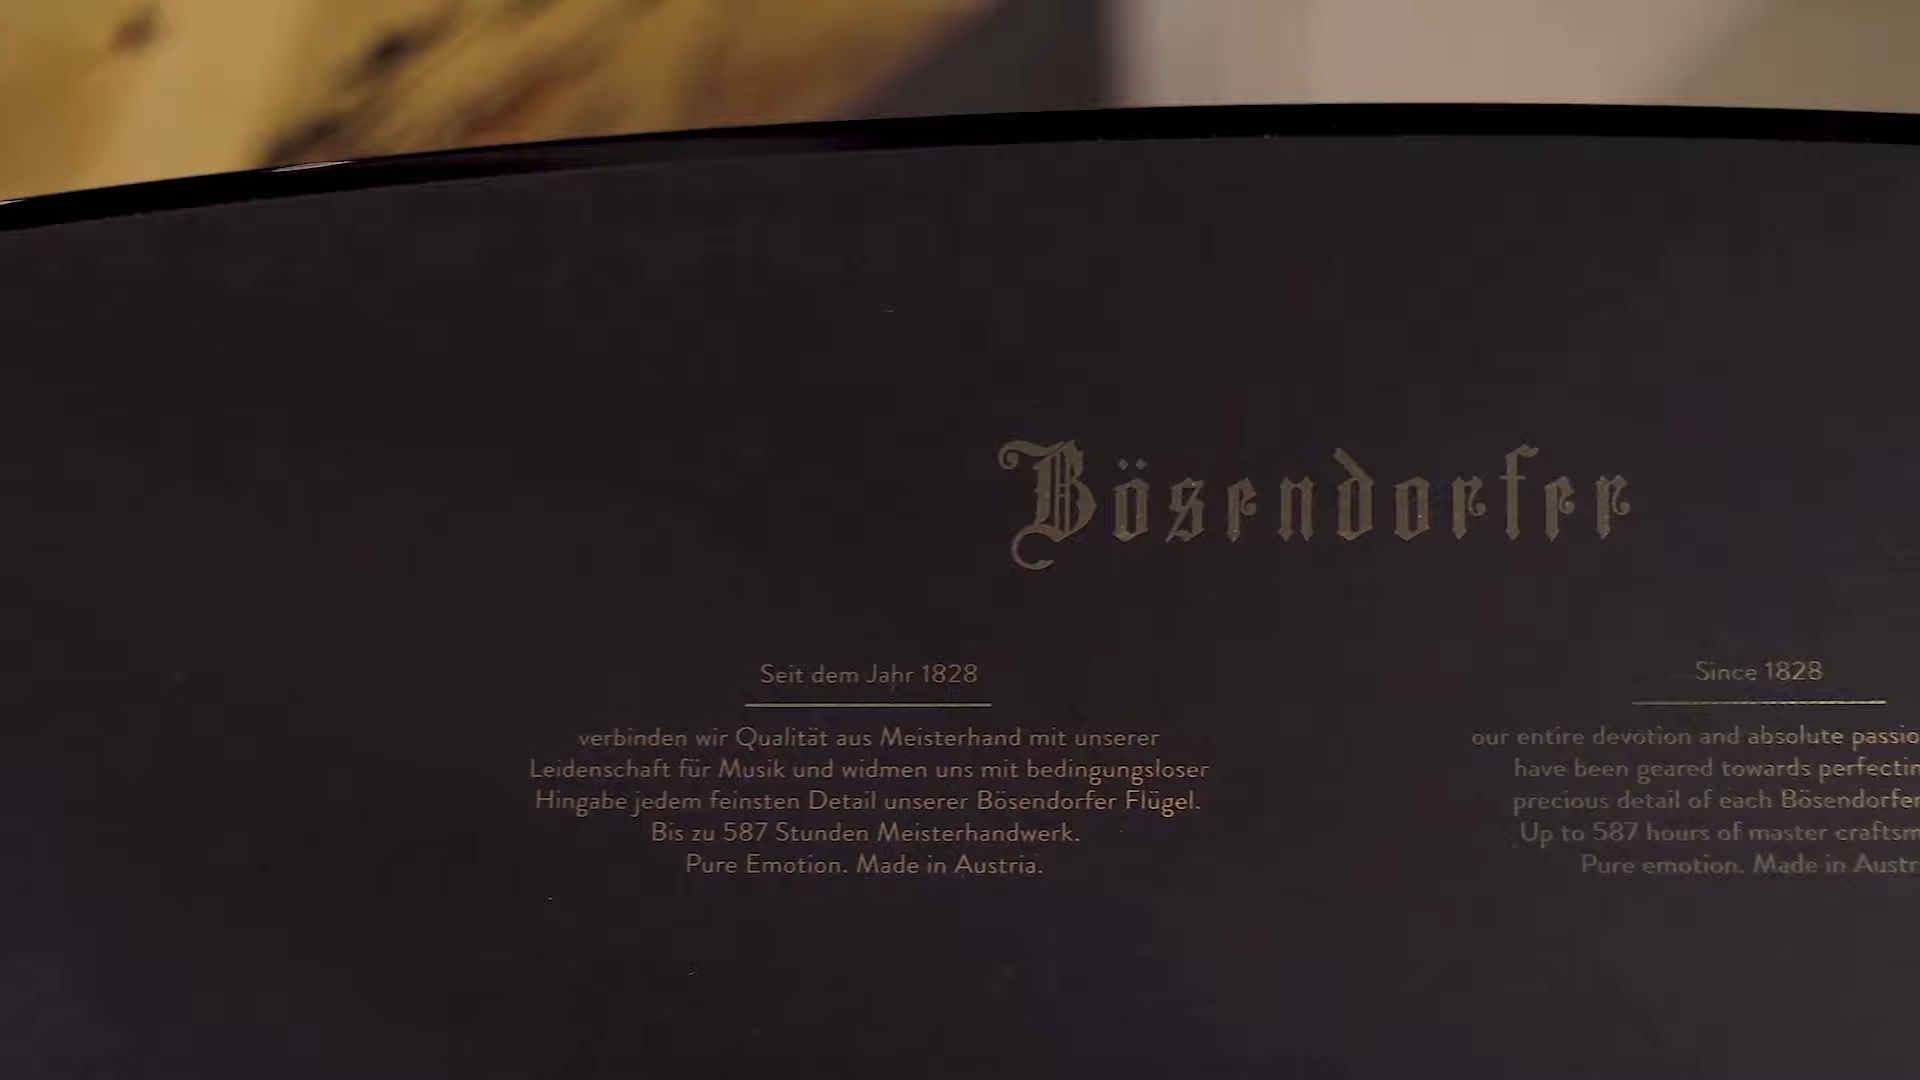 Bösendorfer
Seit dem Jahr 1828
verbinden wir Qualität aus Meisterhand mit unserer
Leidenschaft für Musik und widmen uns mit bedingungsloser
Hingabe jedem feinsten Detail unserer Bösendorfer Flügel.
Bis zu 587 Stunden Meisterhandwerk.
Pure Emotion. Made in Austria.
Since 1828
our entire devotion and absolute
have been geared towards
precious detail of each Bösendorfer
Up to 587 hours of master
Pure emotion. Made in